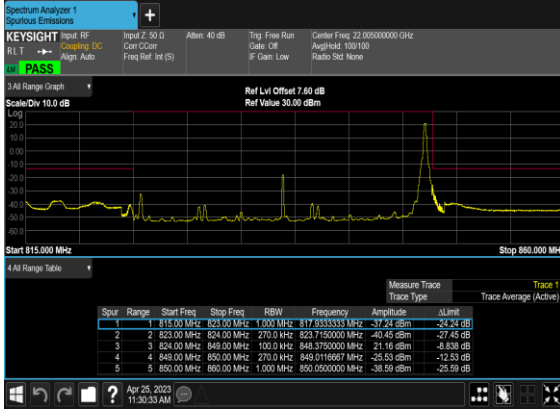 Spectrum Analyzer 1
Spurious Emissions
+
KEYSIGHT Input: RF Input Z: 50 Ω Atten: 40 dB Trig: Free Run Center Freq: 22.005000000 GHz
RLT Coupling: DC Corr CCorr Gate: Off Avg|Hold: 100/100
Align: Auto Freq Ref: Int (S) IF Gain: Low Radio Std: None
PASS
3 All Range Graph
Ref Lvl Offset 7.60 dB
Scale/Div 10.0 dB Ref Value 30.00 dBm
Log
20.0
10.0
0.00
-10.0
-20.0
-30.0
-40.0
-50.0
-60.0
Start 815.000 MHz Stop 860.000 MH
4 All Range Table
Measure Trace Trace 1
Trace Type Trace Average (Active)
Spur Range Start Freq Stop Freq RBW Frequency Amplitude ΔLimit
1 1 815.00 MHz 823.00 MHz 1.000 MHz 817.9333333 MHz -37.24 dBm -24.24 dB
2 2 823.00 MHz 824.00 MHz 270.0 kHz 823.7150000 MHz -40.45 dBm -27.45 dB
3 3 824.00 MHz 849.00 MHz 100.0 kHz 848.3750000 MHz 21.16 dBm -8.838 dB
4 4 849.00 MHz 850.00 MHz 270.0 kHz 849.0116667 MHz -25.53 dBm -12.53 dB
5 5 850.00 MHz 860.00 MHz 1.000 MHz 850.0500000 MHz -38.59 dBm -25.59 dB
?
Apr 25, 2023
11:30:33 AM